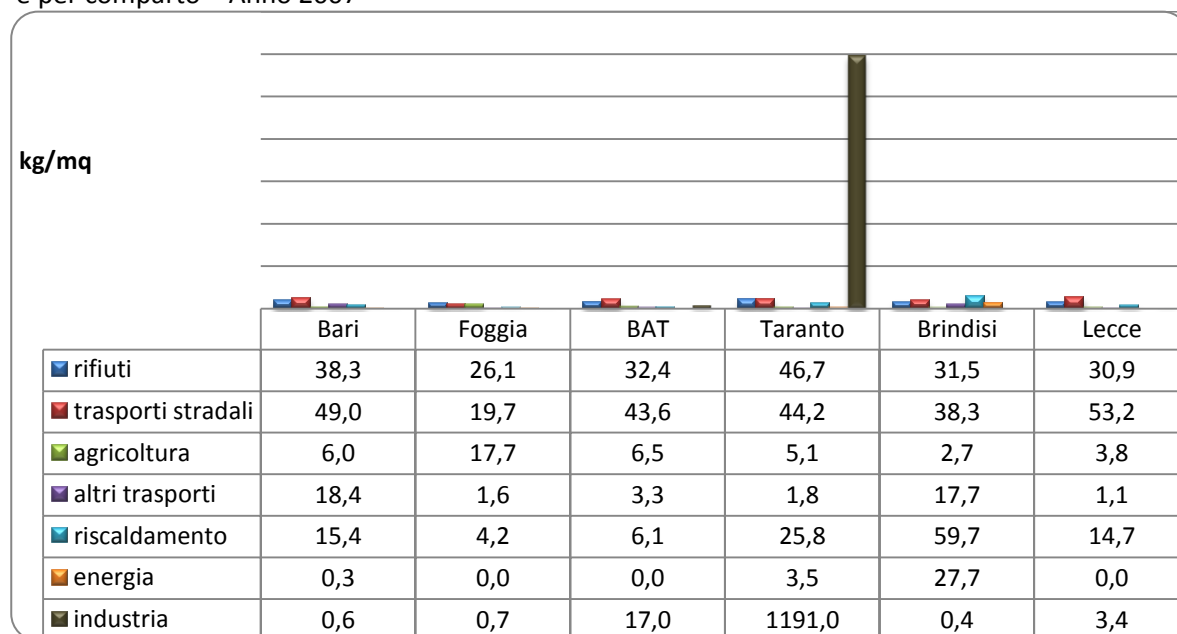 e per comparto – Anno 2007
kg/mq
Bari Foggia BAT Taranto Brindisi Lecce
rifiuti 38,3 26,1 32,4 46,7 31,5 30,9
trasporti stradali 49,0 19,7 43,6 44,2 38,3 53,2
agricoltura 6,0 17,7 6,5 5,1 2,7 3,8
altri trasporti 18,4 1,6 3,3 1,8 17,7 1,1
riscaldamento 15,4 4,2 6,1 25,8 59,7 14,7
energia 0,3 0,0 0,0 3,5 27,7 0,0
industria 0,6 0,7 17,0 1191,0 0,4 3,4